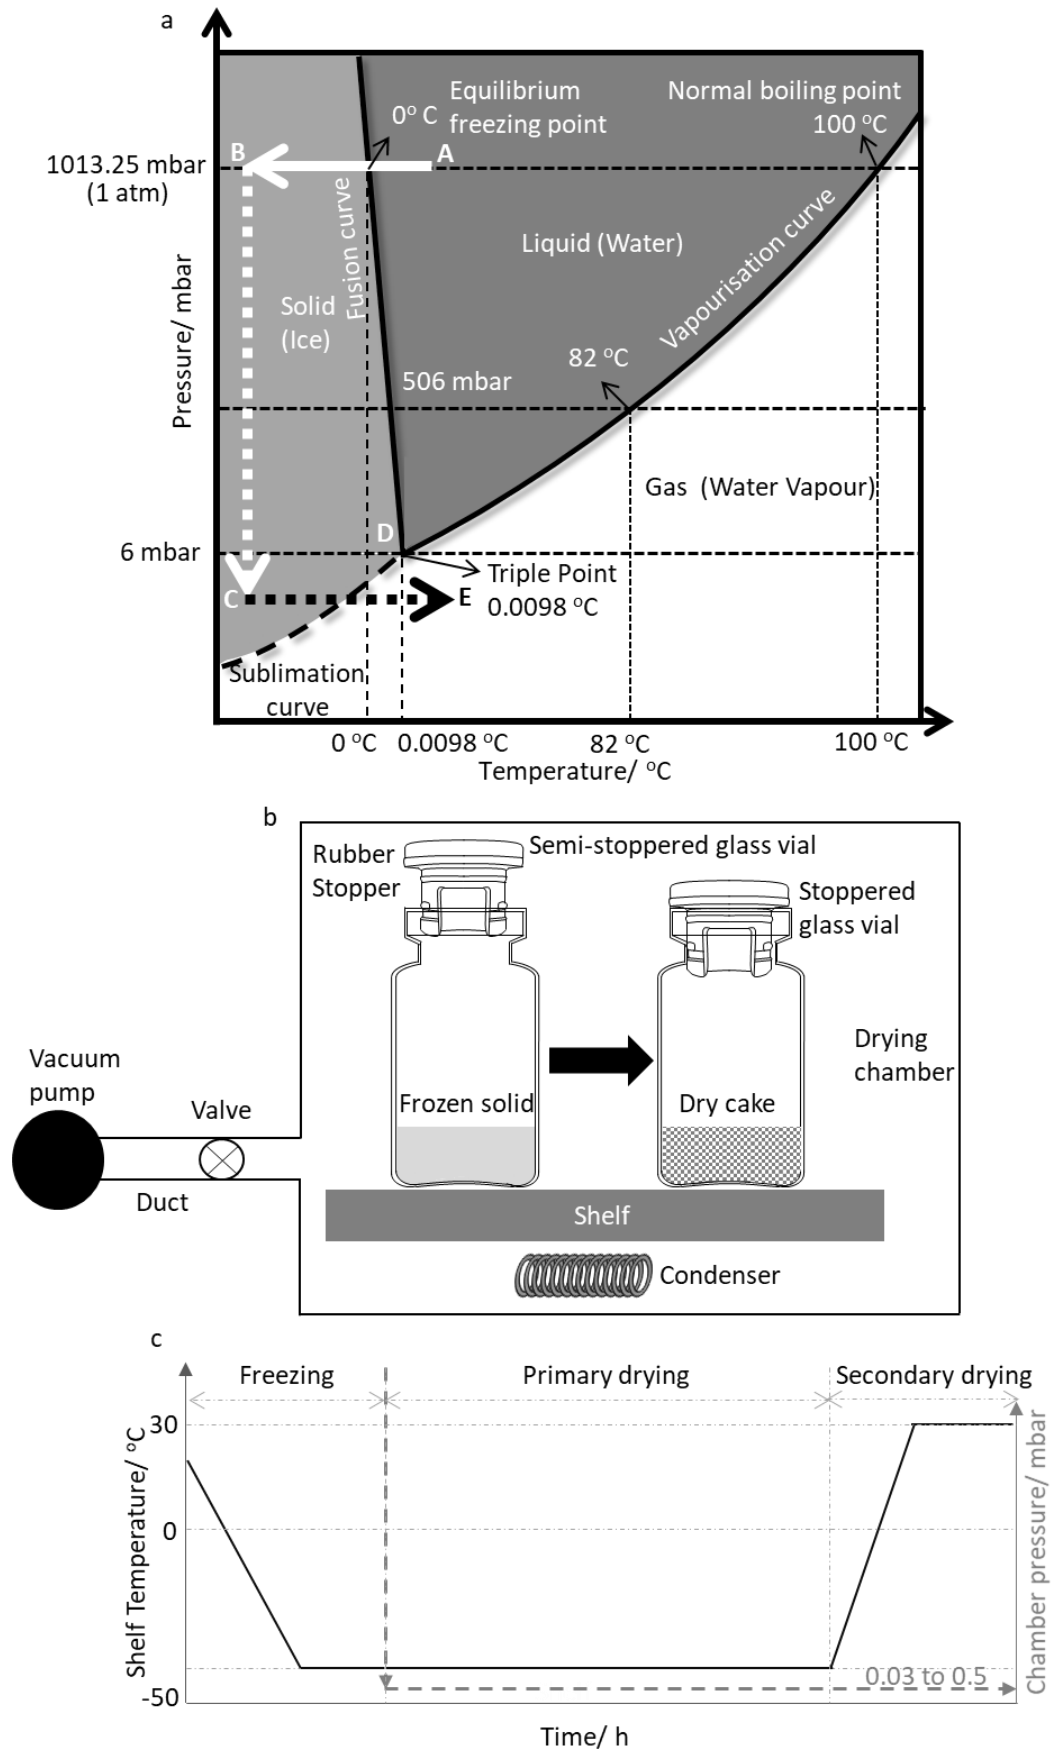 a
0° C
Equilibrium
freezing point
Normal boiling point
100 °C
B
A
1013.25 mbar
(1 atm)
Fusion curve
Liquid (Water)
Vapourisation curve
Solid
(Ice)
Pressure/ mbar
82 °C
506 mbar
Gas (Water Vapour)
D
6 mbar
Triple Point
0.0098 °C
C
E
Sublimation
curve
0 °C
0.0098 °C
82 °C
100 °C
Temperature/ °C
b
Rubber
Stopper
Semi-stoppered glass vial
Stoppered
glass vial
Drying
chamber
Vacuum
pump
Valve
Duct
Frozen solid
Dry cake
Shelf
Condenser
c
Freezing
Primary drying
Secondary drying
30
0
-50
Shelf Temperature/ °C
Chamber pressure/ mbar
0.03 to 0.5
Time/ h